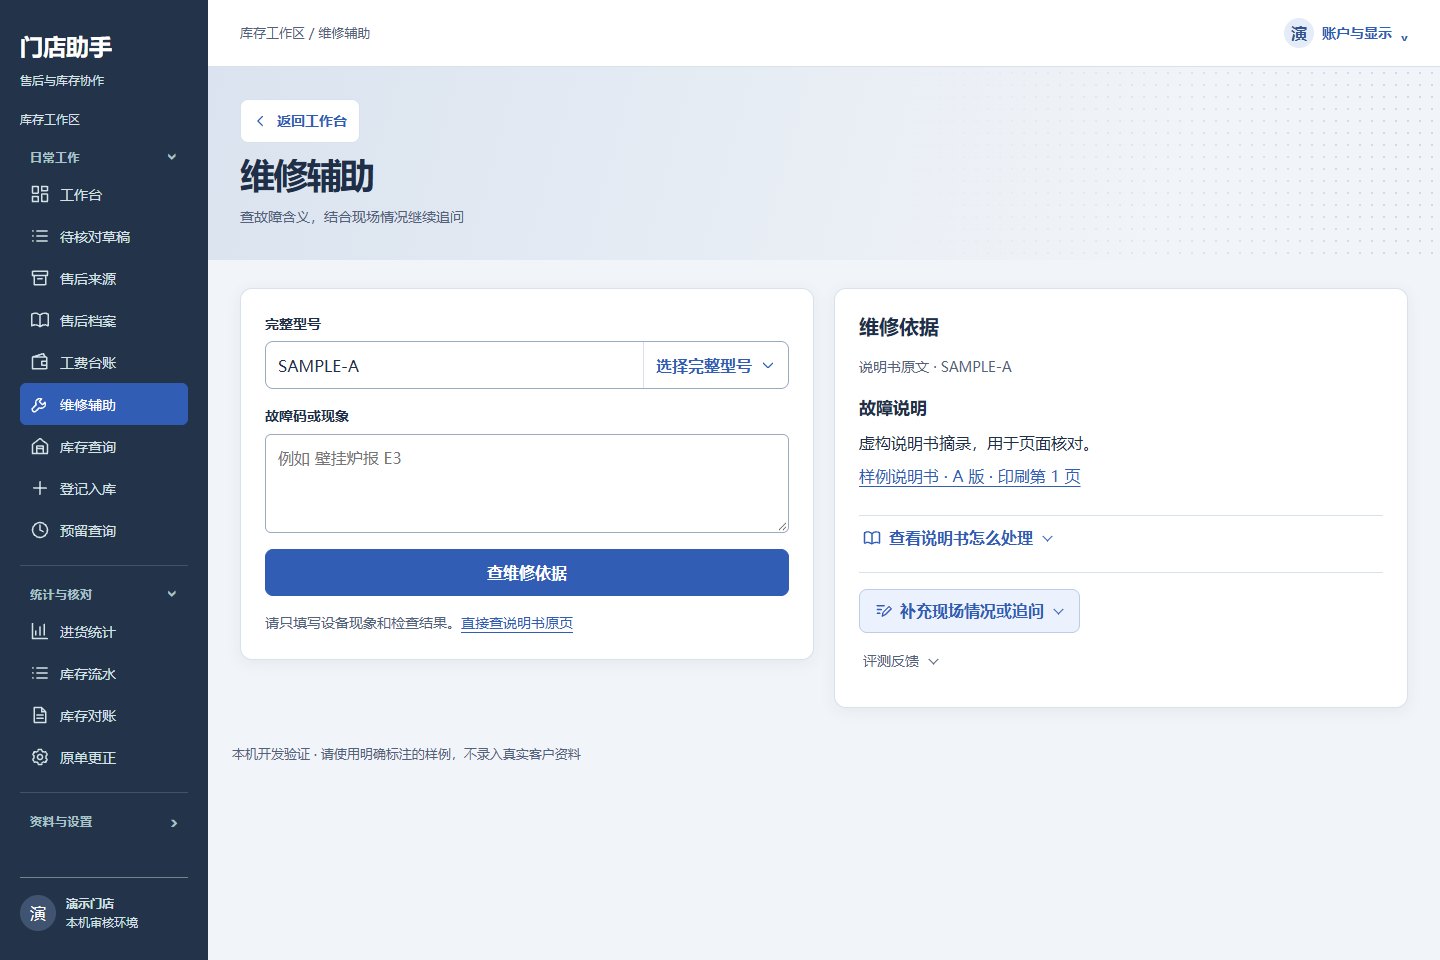 门店助手
售后与库存协作
库存工作区
日常工作
工作台
待核对草稿
售后来源
售后档案
工费台账
维修辅助
库存查询
登记入库
预留查询
统计与核对
进货统计
库存流水
库存对账
原单更正
资料与设置
演
演示门店
本机审核环境
库存工作区 / 维修辅助
演 账户与显示
返回工作台
维修辅助
查故障含义，结合现场情况继续追问
完整型号
SAMPLE-A 选择完整型号
故障码或现象
例如 壁挂炉报 E3
查维修依据
请只填写设备现象和检查结果。直接查说明书原页
维修依据
说明书原文 · SAMPLE-A
故障说明
虚构说明书摘录，用于页面核对。
样例说明书 · A 版 · 印刷第 1 页
查看说明书怎么处理
补充现场情况或追问
评测反馈
本机开发验证 · 请使用明确标注的样例，不录入真实客户资料